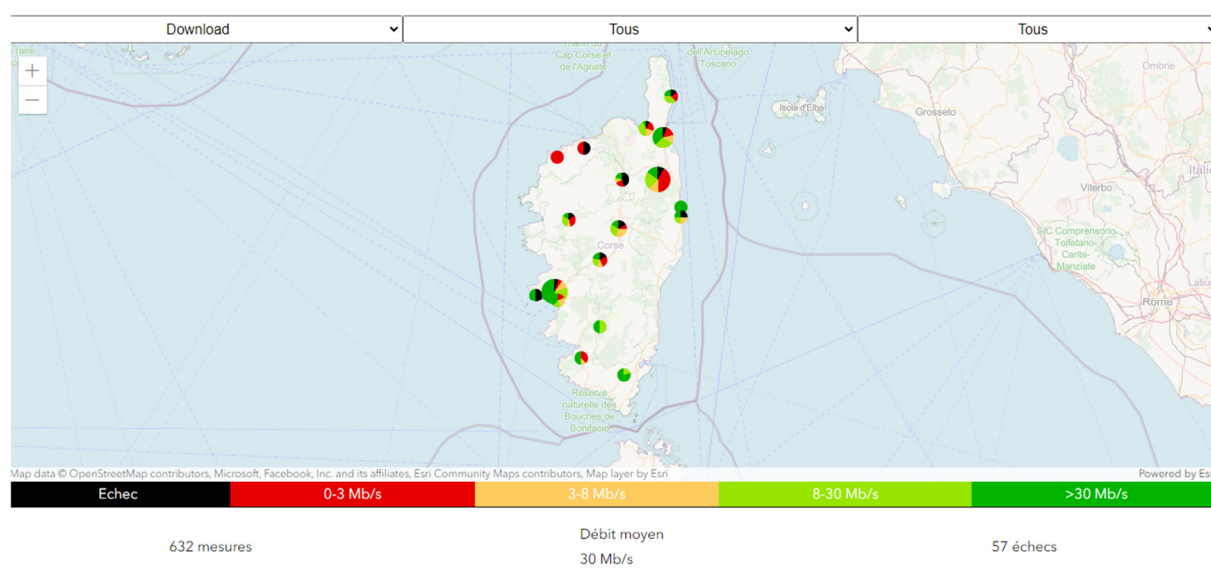 Download
Tous
Tous
Cap Corse et
de l'Agriate
dell'Arcipelago
Toscano
Ombrie
+
−
Isola d'Elba
Grosseto
Viterbo
SIC Comprensorio
Tolfetano-
Cerite-
Manziate
Corse
Rome
Réserve
naturelle des
Bouches de
Bonifacio
Map data © OpenStreetMap contributors, Microsoft, Facebook, Inc. and its affiliates, Esri Community Maps contributors, Map layer by Esri
Powered by Esr
Echec
0-3 Mb/s
3-8 Mb/s
8-30 Mb/s
>30 Mb/s
632 mesures
Débit moyen
30 Mb/s
57 échecs